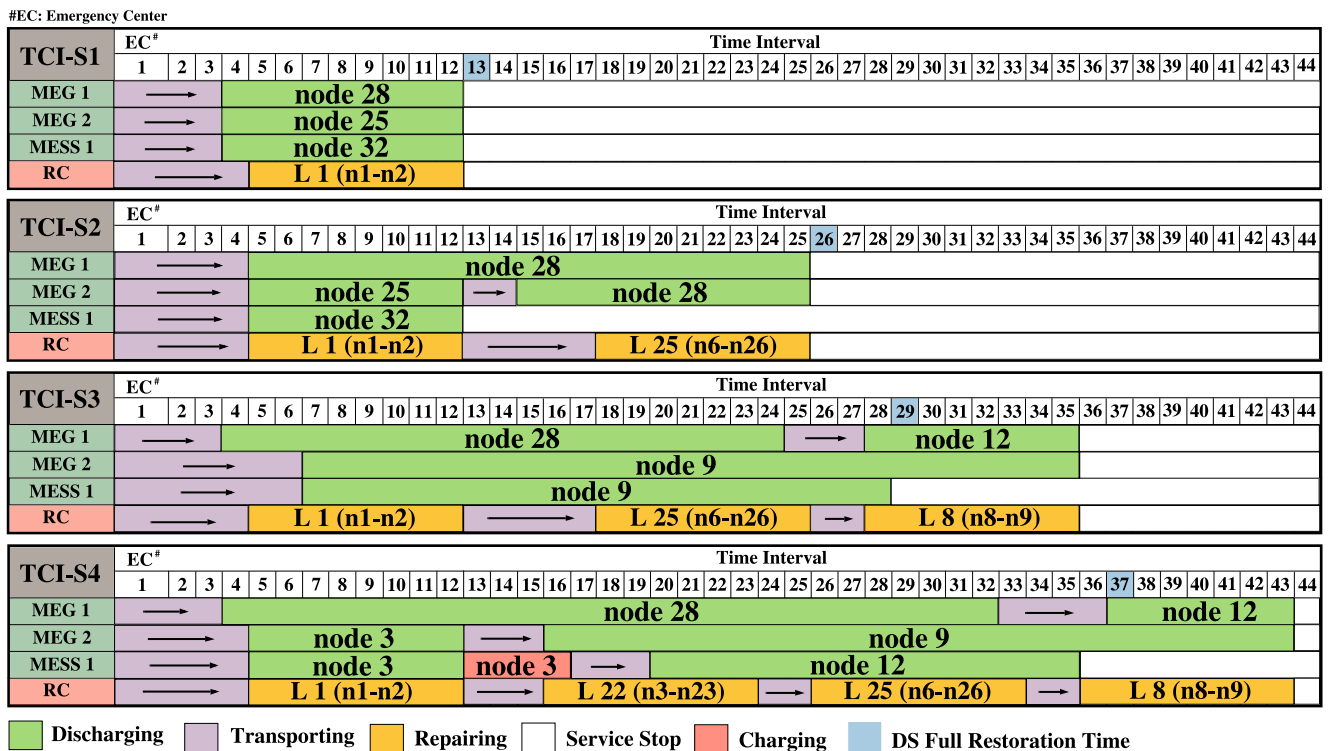 #EC: Emergency Center
TCI-S1 EC# Time Interval
1 2 3 4 5 6 7 8 9 10 11 12 13 14 15 16 17 18 19 20 21 22 23 24 25 26 27 28 29 30 31 32 33 34 35 36 37 38 39 40 41 42 43 44
MEG 1 node 28
MEG 2 node 25
MESS 1 node 32
RC L 1 (n1-n2)
TCI-S2 EC# Time Interval
1 2 3 4 5 6 7 8 9 10 11 12 13 14 15 16 17 18 19 20 21 22 23 24 25 26 27 28 29 30 31 32 33 34 35 36 37 38 39 40 41 42 43 44
MEG 1 node 28
MEG 2 node 25 node 28
MESS 1 node 32
RC L 1 (n1-n2) L 25 (n6-n26)
TCI-S3 EC# Time Interval
1 2 3 4 5 6 7 8 9 10 11 12 13 14 15 16 17 18 19 20 21 22 23 24 25 26 27 28 29 30 31 32 33 34 35 36 37 38 39 40 41 42 43 44
MEG 1 node 28 node 12
MEG 2 node 9
MESS 1 node 9
RC L 1 (n1-n2) L 25 (n6-n26) L 8 (n8-n9)
TCI-S4 EC# Time Interval
1 2 3 4 5 6 7 8 9 10 11 12 13 14 15 16 17 18 19 20 21 22 23 24 25 26 27 28 29 30 31 32 33 34 35 36 37 38 39 40 41 42 43 44
MEG 1 node 28 node 12
MEG 2 node 3 node 9
MESS 1 node 3 node 3 node 12
RC L 1 (n1-n2) L 22 (n3-n23) L 25 (n6-n26) L 8 (n8-n9)
Discharging Transporting Repairing Service Stop Charging DS Full Restoration Time